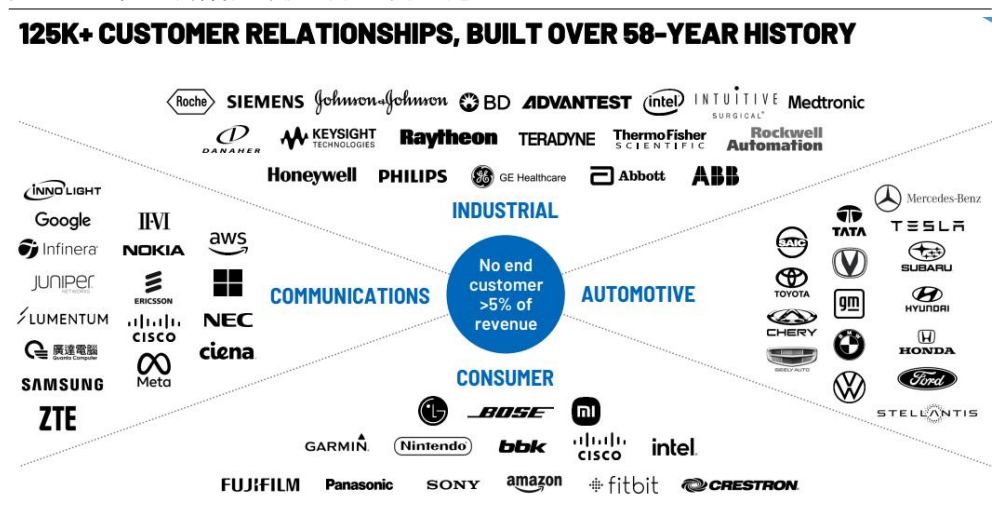 125K+ CUSTOMER RELATIONSHIPS, BUILT OVER 58-YEAR HISTORY
Roche SIEMENS Johnson&Johnson BD ADVANTEST intel INTUITIVE SURGICAL® Medtronic
DANAHER KEYSIGHT TECHNOLOGIES Raytheon TERADYNE ThermoFisher SCIENTIFIC Rockwell Automation
Honeywell PHILIPS GE Healthcare Abbott ABB
INDUSTRIAL
INNOLIGHT
Google II-VI
Infinera NOKIA aws
JUNIPER NETWORKS ERICSSON
LUMENTUM CISCO NEC
廣達電腦 Quanta Computer Meta ciena
SAMSUNG
ZTE
COMMUNICATIONS
No end
customer
>5% of
revenue
AUTOMOTIVE
Mercedes-Benz
TATA TESLA
SAIC SUBARU
TOYOTA gm HYUNDAI
CHERY HONDA
GEELY AUTO Ford
STELLANTIS
CONSUMER
LG BOSE mi
GARMIN Nintendo bbk CISCO intel
FUJIFILM Panasonic SONY amazon fitbit CRESTRON